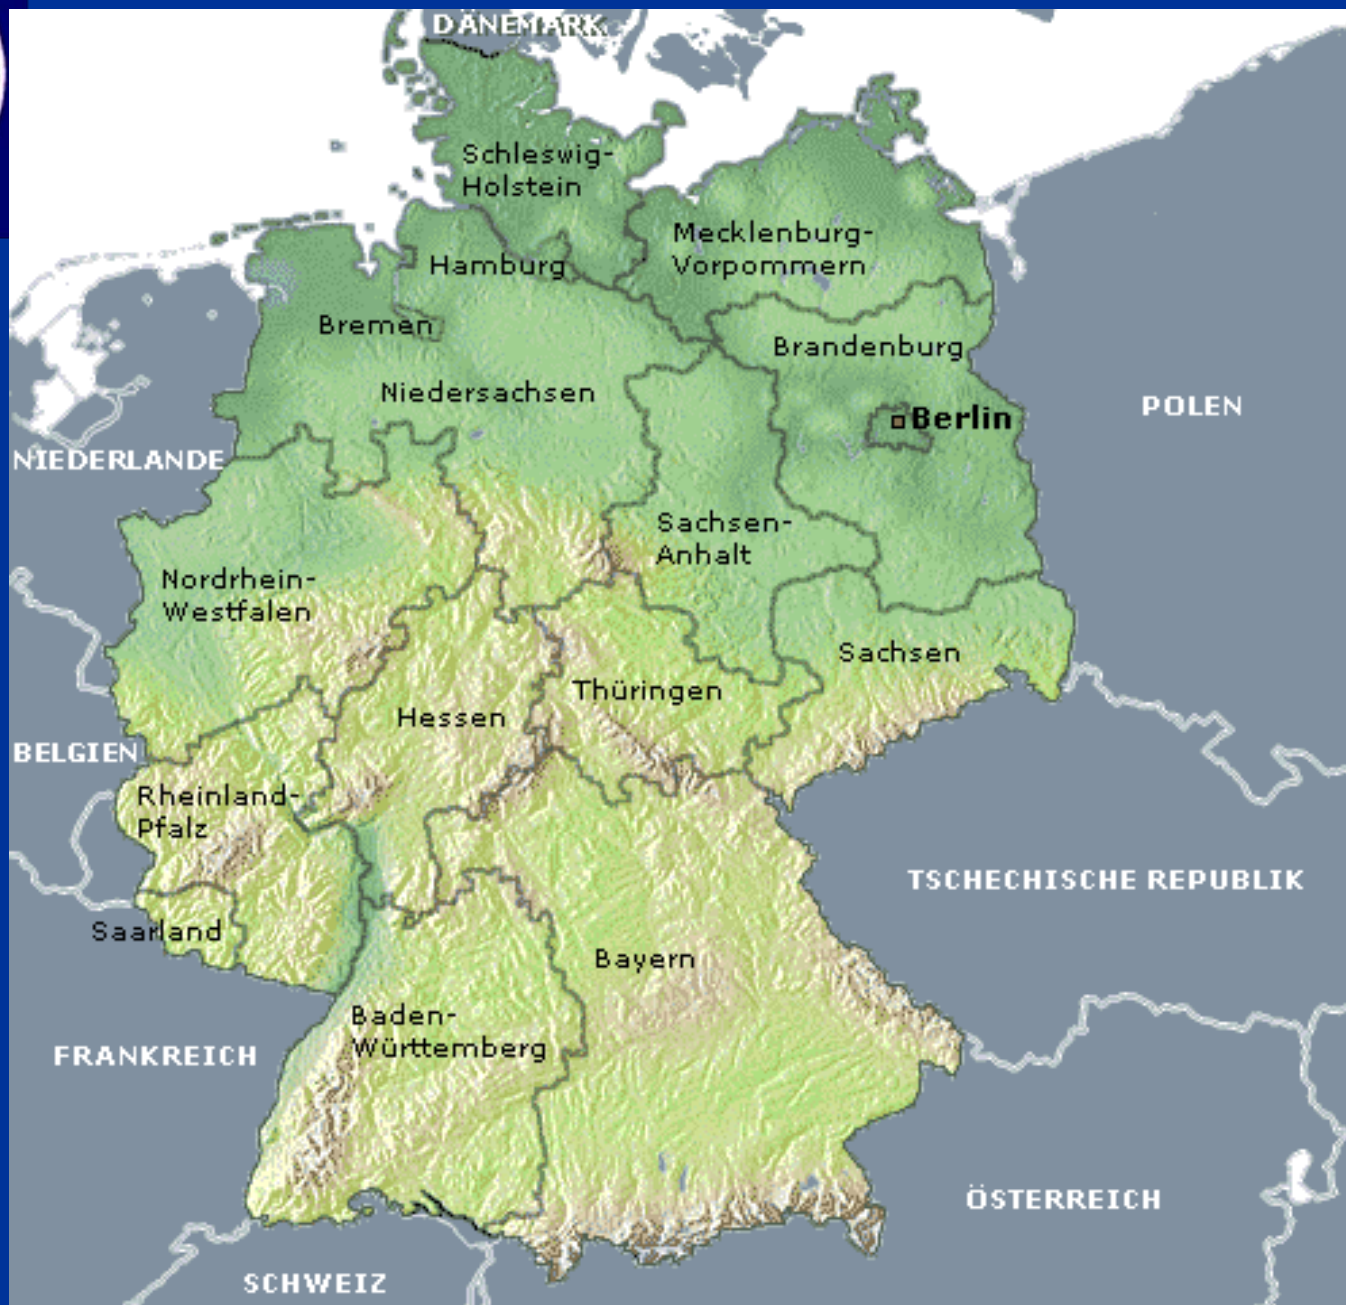 DÄNEMARK
Schleswig-
Holstein
Mecklenburg-
Vorpommern
Hamburg
Bremen
Brandenburg
Niedersachsen
Berlin
POLEN
NIEDERLANDE
Sachsen-
Anhalt
Nordrhein-
Westfalen
Sachsen
Thüringen
Hessen
BELGIEN
Rheinland-
Pfalz
TSCHECHISCHE REPUBLIK
Saarland
Bayern
Baden-
Württemberg
FRANKREICH
ÖSTERREICH
SCHWEIZ